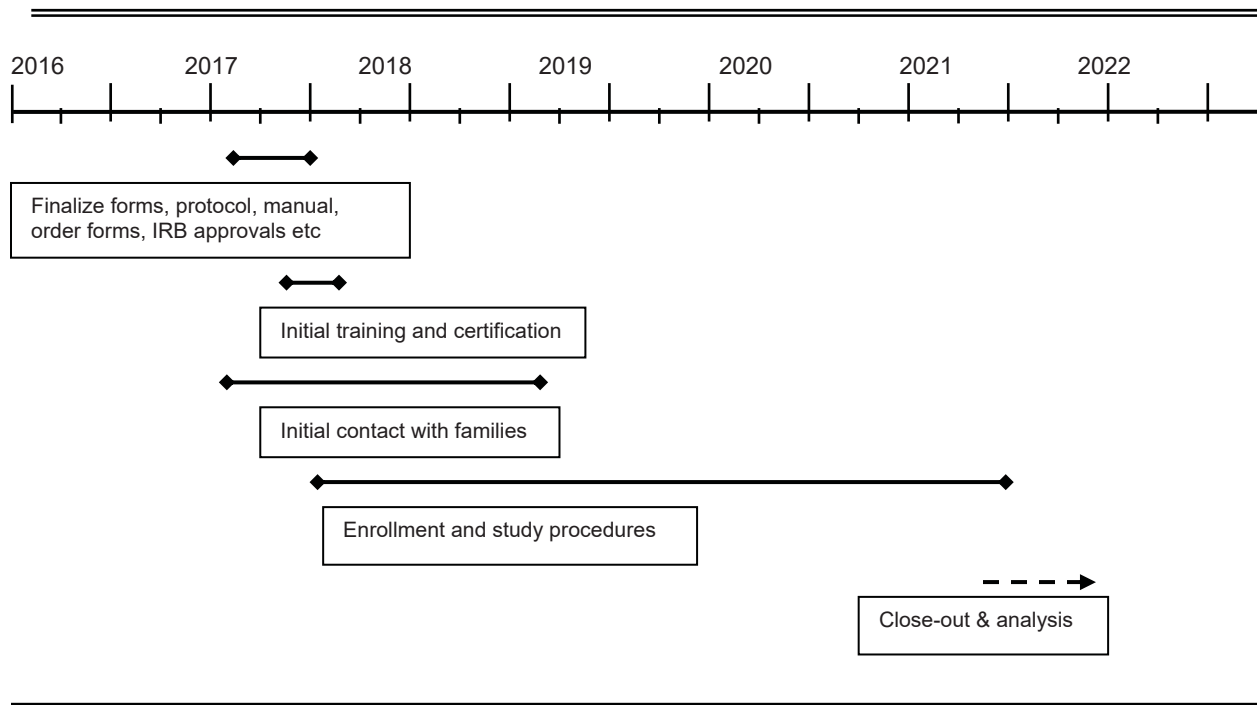 2016 2017 2018 2019 2020 2021 2022
Finalize forms, protocol, manual,
order forms, IRB approvals etc
Initial training and certification
Initial contact with families
Enrollment and study procedures
Close-out & analysis